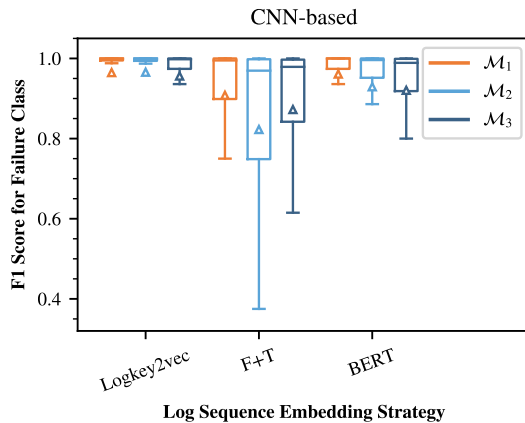 CNN-based
F1 Score for Failure Class
1.0
0.8
0.6
0.4
ℳ1
ℳ2
ℳ3
Logkey2vec
F+T
BERT
Log Sequence Embedding Strategy